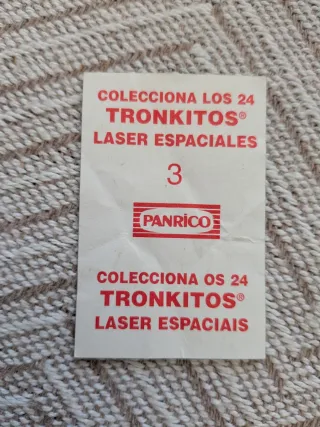 COLECCIONA LOS 24
TRONKITOS®
LASER ESPACIALES
3
PANRICO
COLECCIONA OS 24
TRONKITOS®
LASER ESPACIAIS